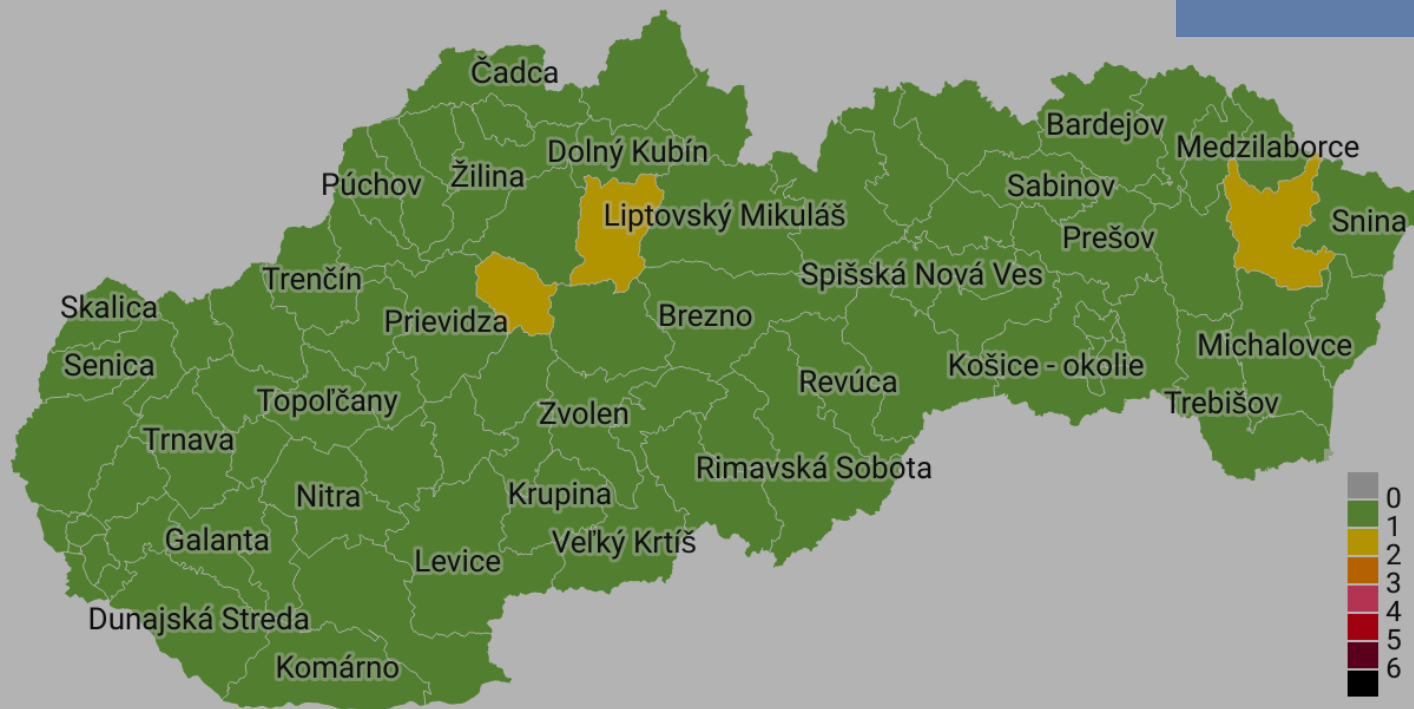 Čadca
Bardejov
Dolný Kubín
Medzilaborce
Púchov
Žilina
Sabinov
Liptovský Mikuláš
Snina
Prešov
Trenčín
Spišská Nová Ves
Skalica
Prievidza
Brezno
Michalovce
Senica
Košice - okolie
Revúca
Topoľčany
Zvolen
Trebišov
Trnava
Rimavská Sobota
Nitra
Krupina
Galanta
Veľký Krtíš
Levice
Dunajská Streda
Komárno
0
1
2
3
4
5
6